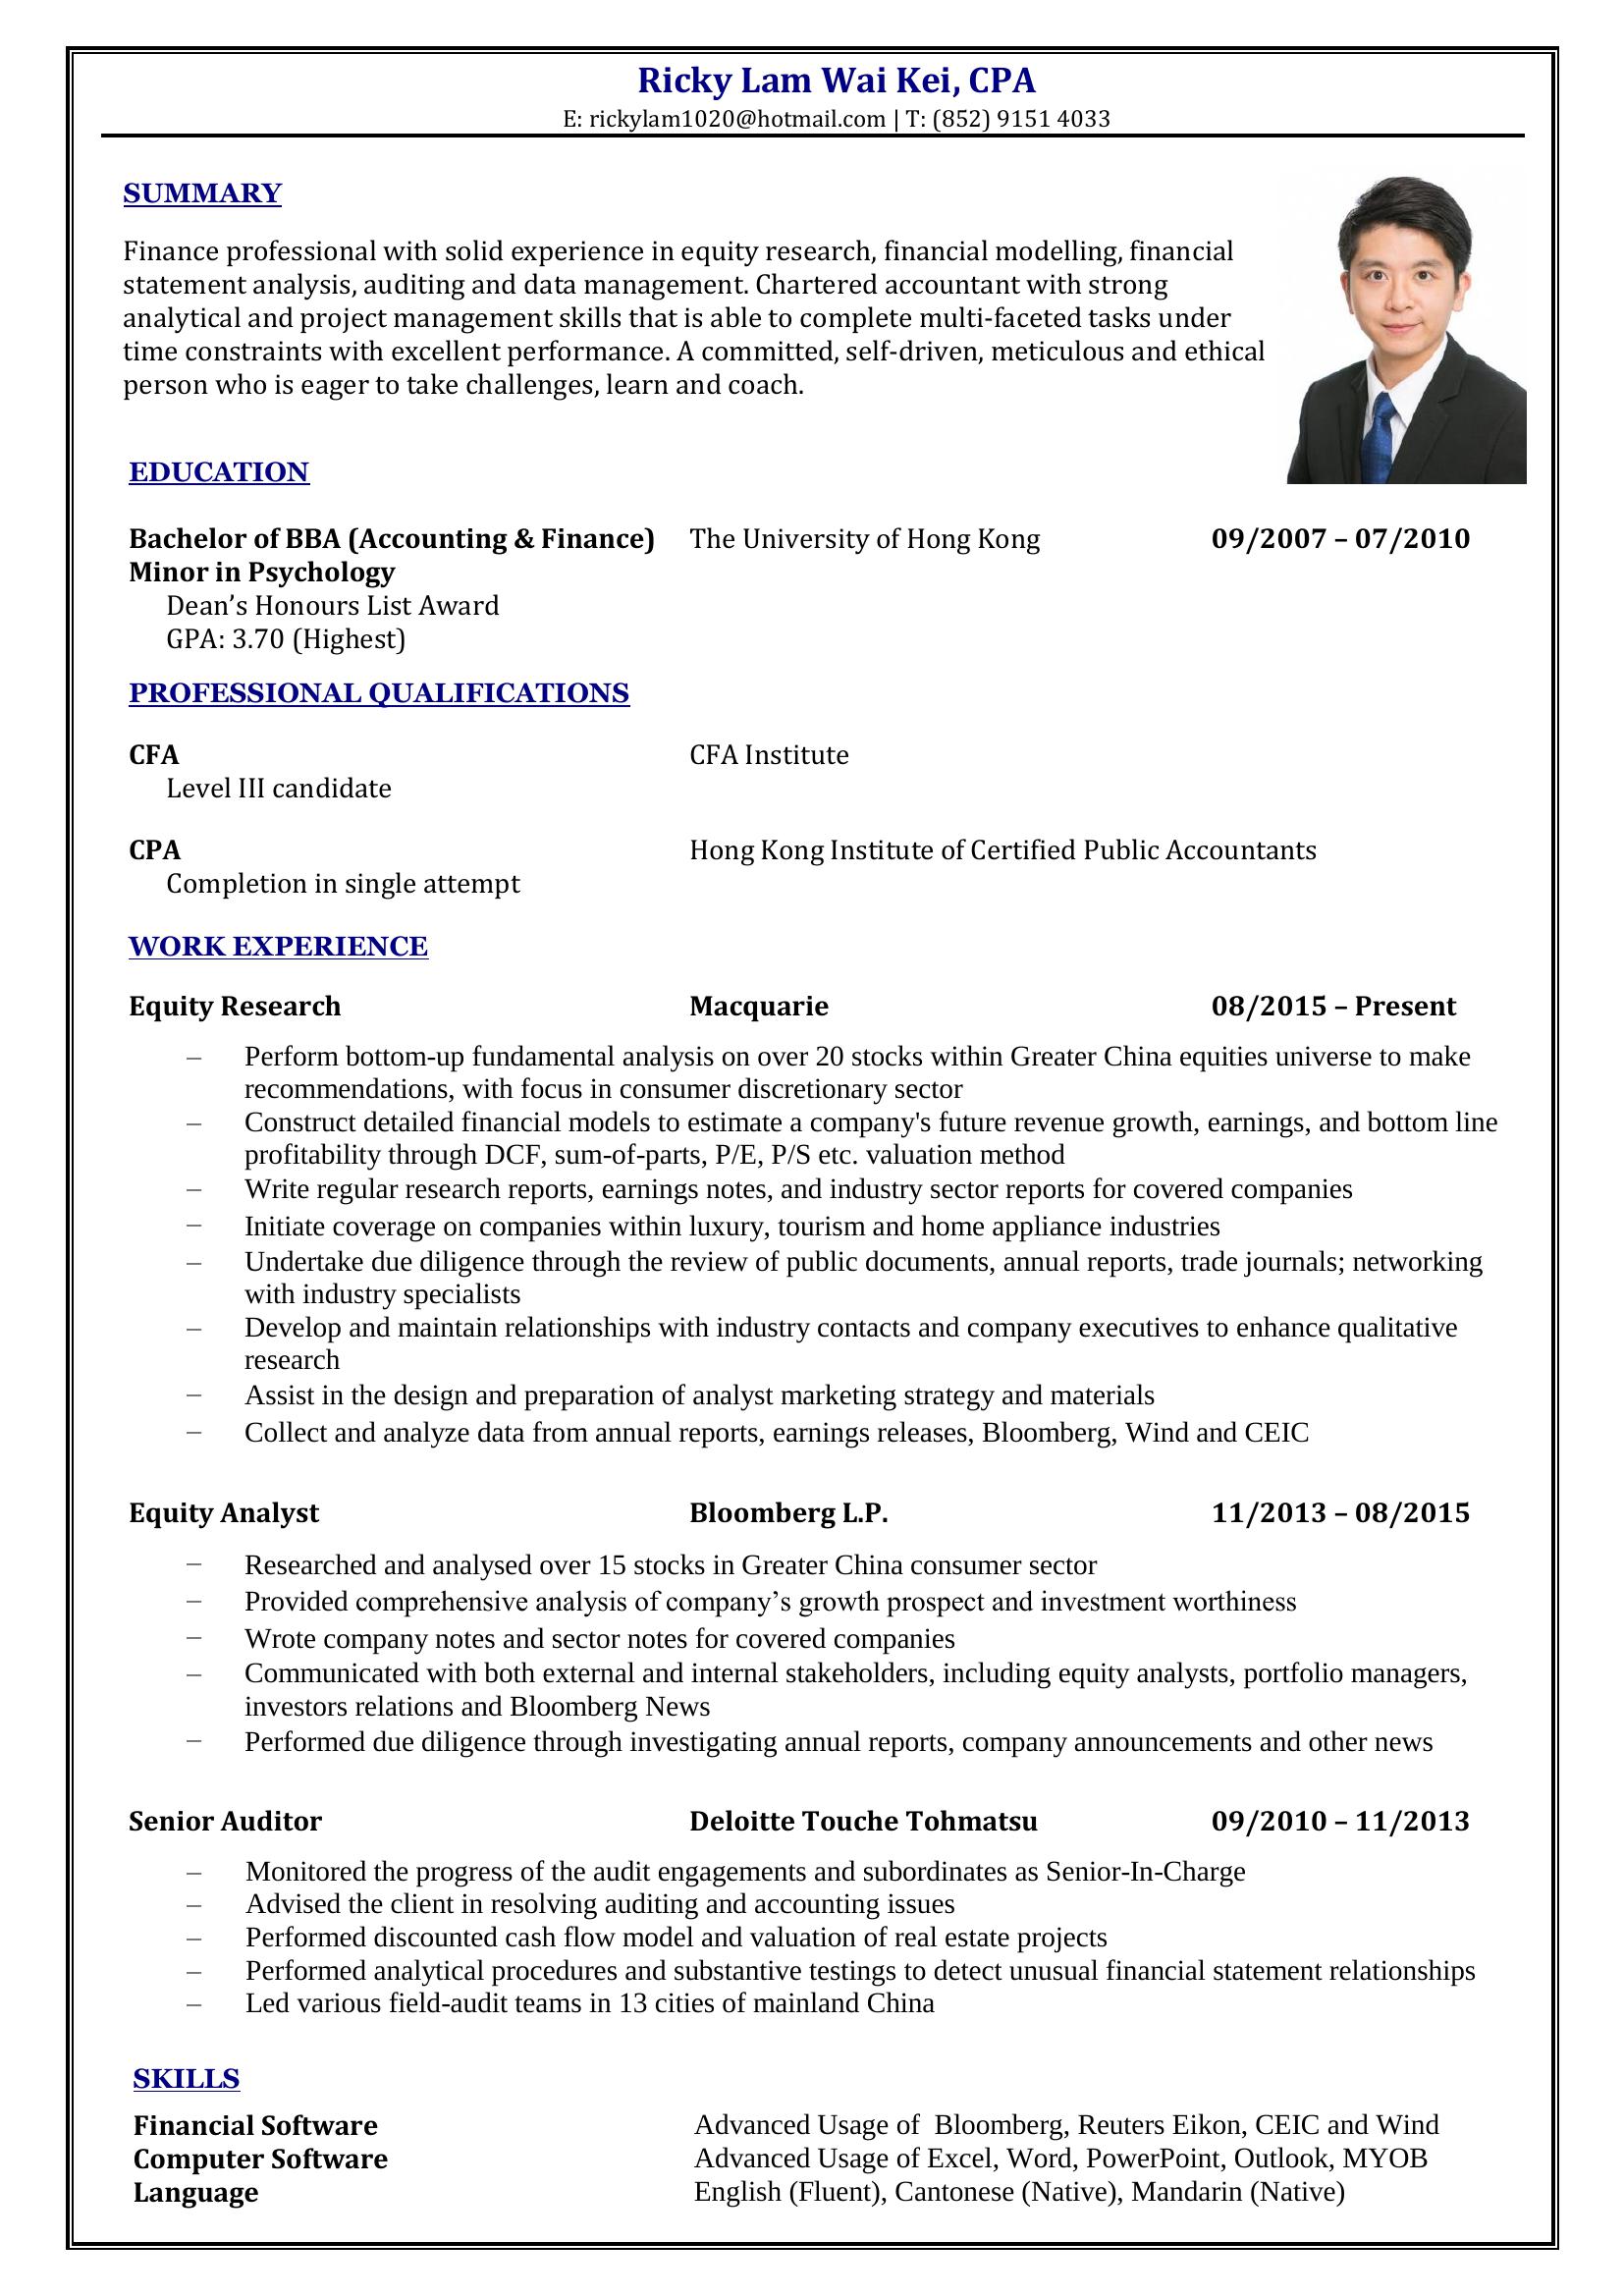 Ricky Lam Wai Kei, CPA
E: rickylam1020@hotmail.com | T: (852) 9151 4033
SUMMARY
Finance professional with solid experience in equity research, financial modelling, financial
statement analysis, auditing and data management. Chartered accountant with strong
analytical and project management skills that is able to complete multi-faceted tasks under
time constraints with excellent performance. A committed, self-driven, meticulous and ethical
person who is eager to take challenges, learn and coach.
EDUCATION
Bachelor of BBA (Accounting & Finance) The University of Hong Kong 09/2007 – 07/2010
Minor in Psychology
Dean’s Honours List Award
GPA: 3.70 (Highest)
PROFESSIONAL QUALIFICATIONS
CFA CFA Institute
Level III candidate
CPA Hong Kong Institute of Certified Public Accountants
Completion in single attempt
WORK EXPERIENCE
Equity Research Macquarie 08/2015 – Present
– Perform bottom-up fundamental analysis on over 20 stocks within Greater China equities universe to make
recommendations, with focus in consumer discretionary sector
– Construct detailed financial models to estimate a company's future revenue growth, earnings, and bottom line
profitability through DCF, sum-of-parts, P/E, P/S etc. valuation method
– Write regular research reports, earnings notes, and industry sector reports for covered companies
– Initiate coverage on companies within luxury, tourism and home appliance industries
– Undertake due diligence through the review of public documents, annual reports, trade journals; networking
with industry specialists
– Develop and maintain relationships with industry contacts and company executives to enhance qualitative
research
– Assist in the design and preparation of analyst marketing strategy and materials
– Collect and analyze data from annual reports, earnings releases, Bloomberg, Wind and CEIC
Equity Analyst Bloomberg L.P. 11/2013 – 08/2015
– Researched and analysed over 15 stocks in Greater China consumer sector
– Provided comprehensive analysis of company’s growth prospect and investment worthiness
– Wrote company notes and sector notes for covered companies
– Communicated with both external and internal stakeholders, including equity analysts, portfolio managers,
investors relations and Bloomberg News
– Performed due diligence through investigating annual reports, company announcements and other news
Senior Auditor Deloitte Touche Tohmatsu 09/2010 – 11/2013
– Monitored the progress of the audit engagements and subordinates as Senior-In-Charge
– Advised the client in resolving auditing and accounting issues
– Performed discounted cash flow model and valuation of real estate projects
– Performed analytical procedures and substantive testings to detect unusual financial statement relationships
– Led various field-audit teams in 13 cities of mainland China
SKILLS
Financial Software Advanced Usage of Bloomberg, Reuters Eikon, CEIC and Wind
Computer Software Advanced Usage of Excel, Word, PowerPoint, Outlook, MYOB
Language English (Fluent), Cantonese (Native), Mandarin (Native)